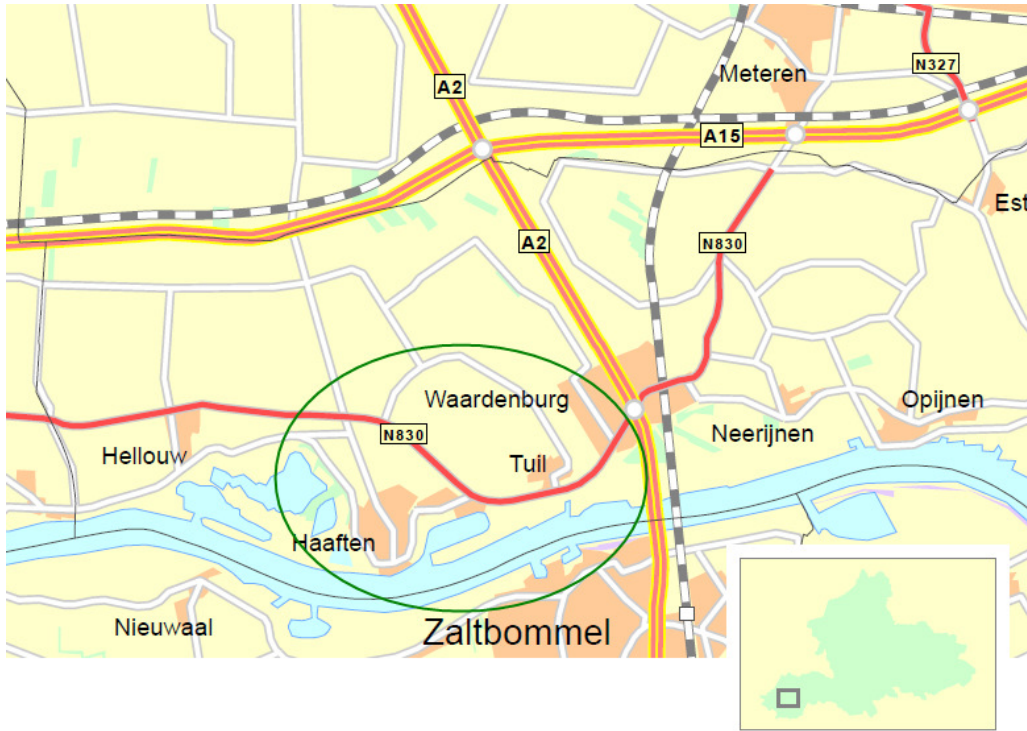 Meteren
N327
A2
A15
Est
N830
A2
Waardenburg
Opijnen
N830
Neerijnen
Hellouw
Tuil
Haaften
Nieuwaal
Zaltbommel